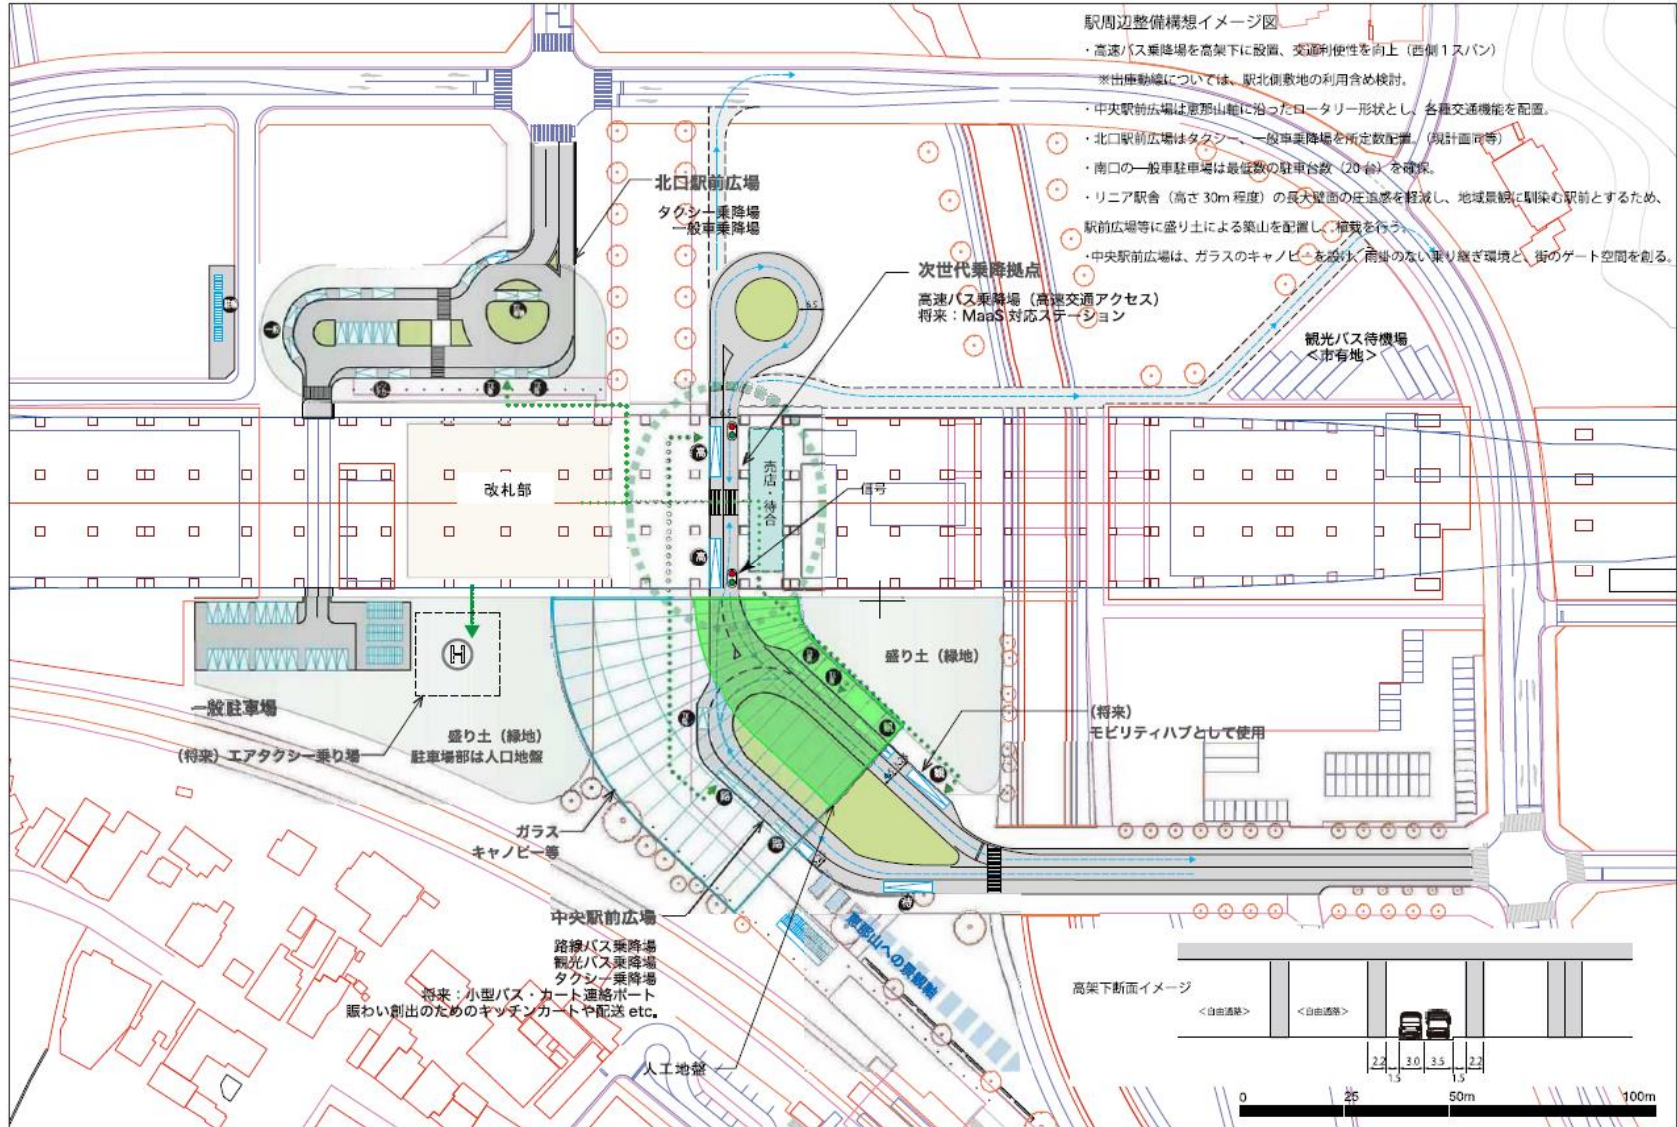 駅周辺整備構想イメージ図
・高速バス乗降場を高架下に設置、交通利便性を向上（西側１スパン）
※出庫動線については、駅北側敷地の利用含め検討。
・中央駅前広場は恵那山軸に沿ったロータリー形状とし、各種交通機能を配置。
・北口駅前広場はタクシー、一般車乗降場を所定数配置。（現計画同等）
・南口の一般車駐車場は最低数の駐車台数（20台）を確保。
・リニア駅舎（高さ30m程度）の長大壁面の圧迫感を軽減し、地域景観に馴染む駅前とするため、
駅前広場等に盛り土による築山を配置し、植栽を行う。
・中央駅前広場は、ガラスのキャノピーを設け、雨掛のない乗り継ぎ環境と、街のゲート空間を創る。
北口駅前広場
タクシー乗降場
一般車乗降場
次世代乗降拠点
高速バス乗降場（高速交通アクセス）
将来：MaaS対応ステーション
観光バス待機場
＜市有地＞
改札部
高
高
売店・待合
信号
H
一般駐車場
(将来）エアタクシー乗り場
盛り土（緑地）
駐車場部は人口地盤
盛り土（緑地）
(将来）
モビリティハブとして使用
ガラス
キャノピー等
路
路
観
観
待
中央駅前広場
路線バス乗降場
観光バス乗降場
タクシー乗降場
将来：小型バス・カート連絡ポート
賑わい創出のためのキッチンカートや配送 etc.
恵那山への景観軸
人工地盤
高架下断面イメージ
＜自由通路＞
＜自由通路＞
2.2 1.5 3.0 3.5 1.5 2.2
0 25 50m 100m